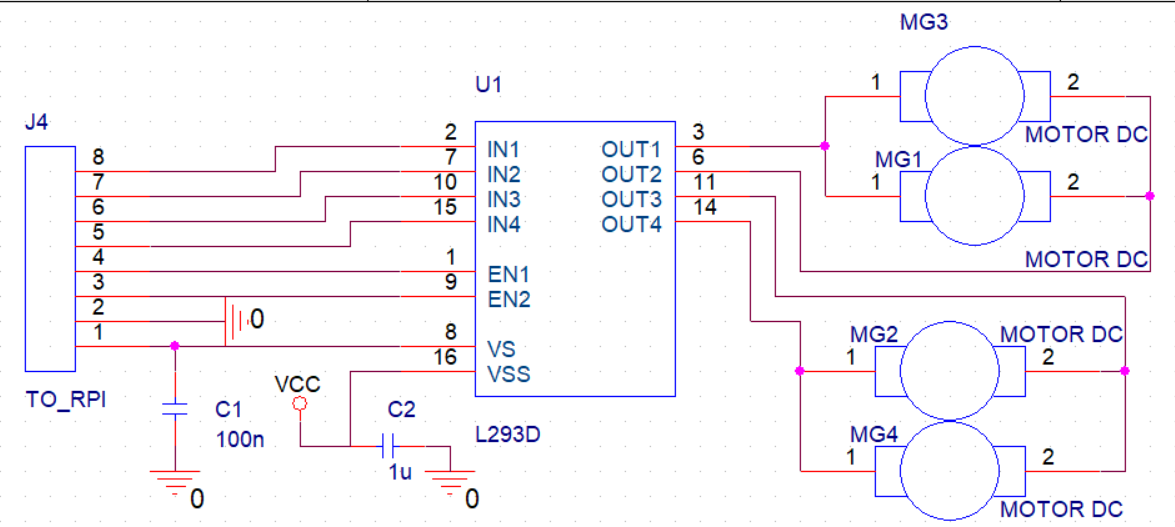 MG3
1
2
MOTOR DC
MG1
1
2
MOTOR DC
U1
2
7
10
15
1
9
8
16
IN1
IN2
IN3
IN4
EN1
EN2
VS
VSS
OUT1
OUT2
OUT3
OUT4
3
6
11
14
L293D
J4
8
7
6
5
4
3
2
1
TO_RPI
0
C1
100n
0
VCC
C2
1u
0
MG2
1
2
MOTOR DC
MG4
1
2
MOTOR DC